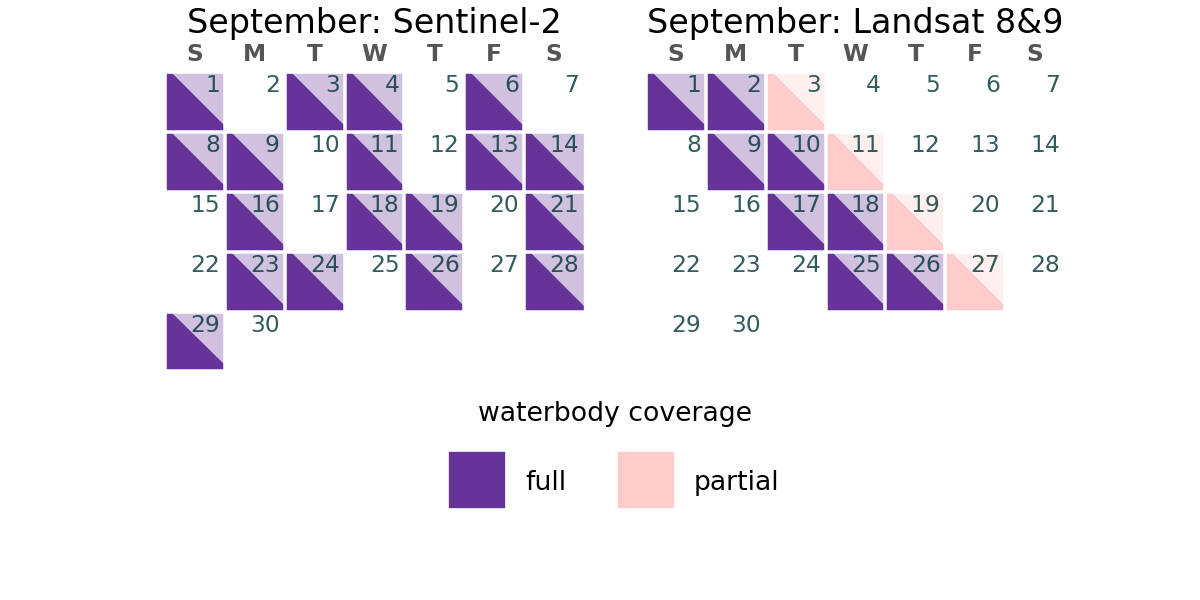 September: Sentinel-2
S M T W T F S
1 2 3 4 5 6 7
8 9 10 11 12 13 14
15 16 17 18 19 20 21
22 23 24 25 26 27 28
29 30
September: Landsat 8&9
S M T W T F S
1 2 3 4 5 6 7
8 9 10 11 12 13 14
15 16 17 18 19 20 21
22 23 24 25 26 27 28
29 30
waterbody coverage
full partial